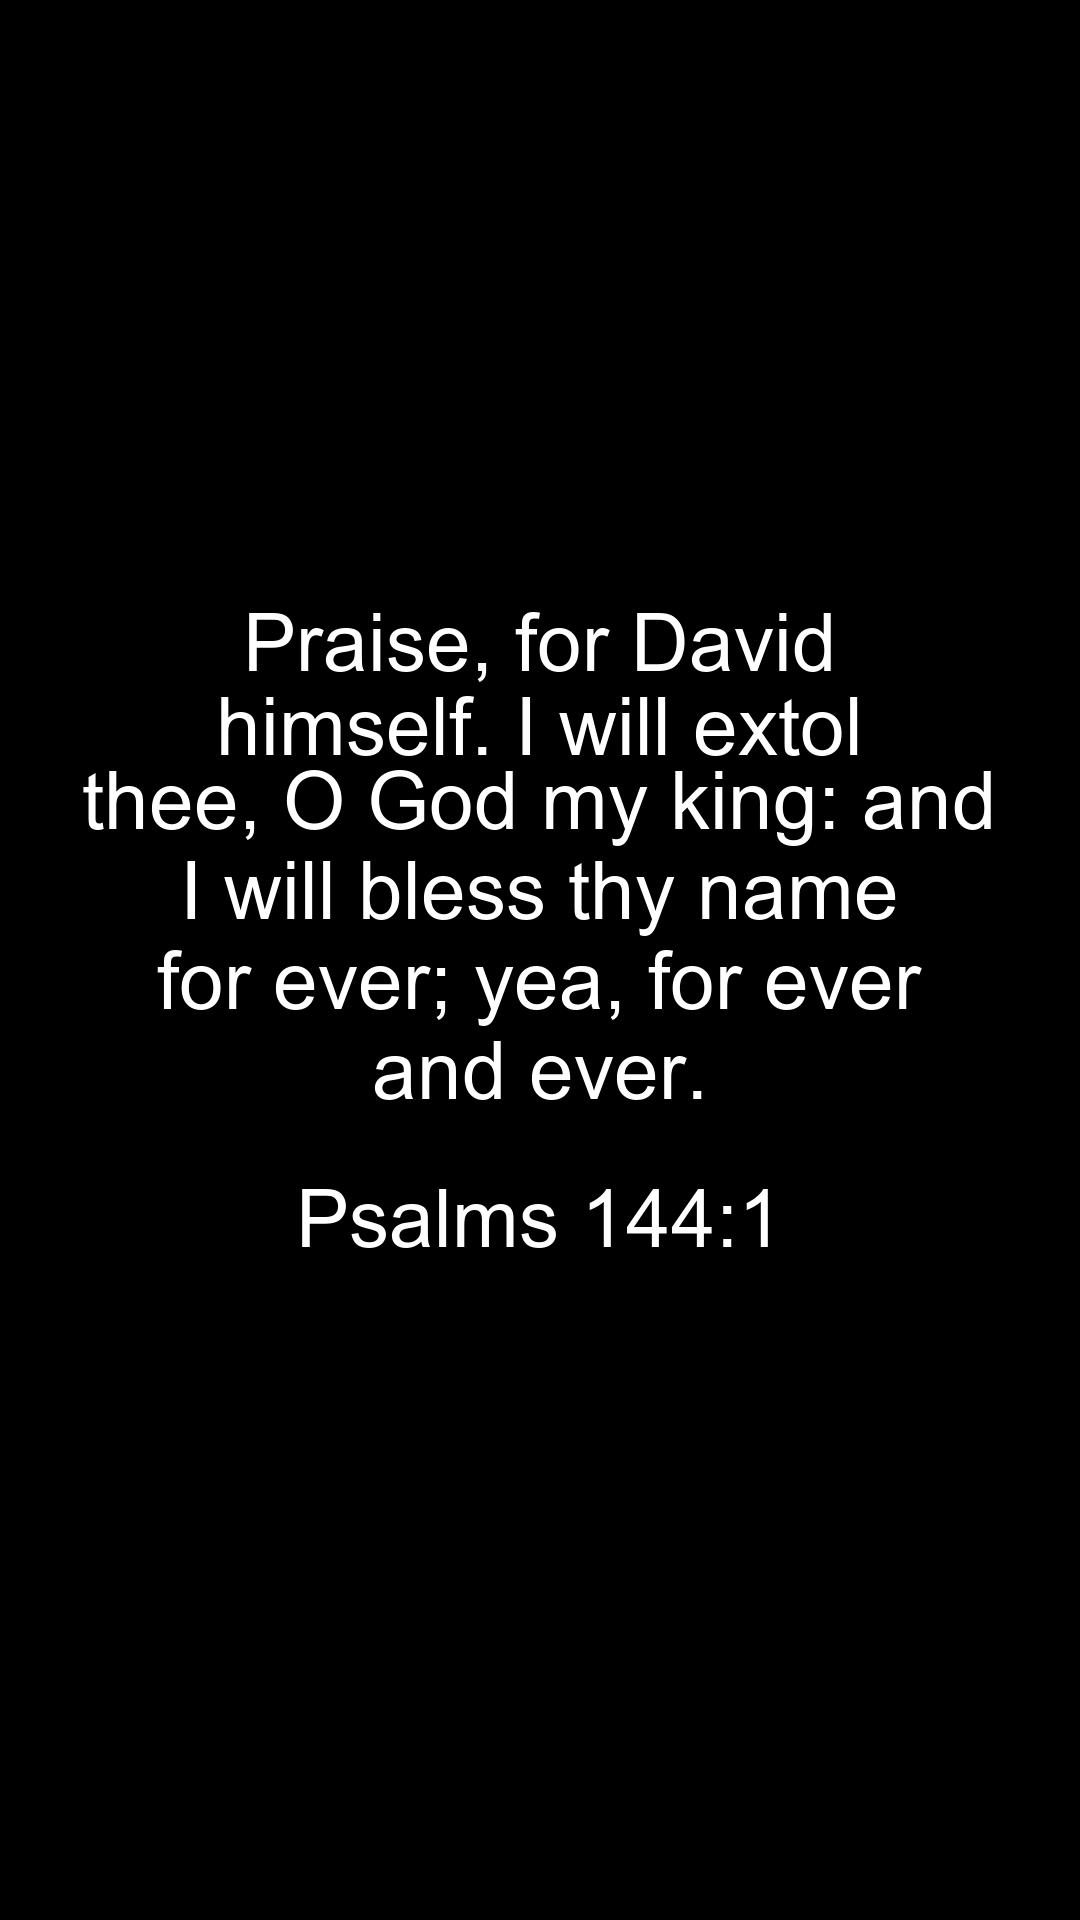 Praise, for David
himself. I will extol
thee, O God my king: and
I will bless thy name
for ever; yea, for ever
and ever.
Psalms 144:1